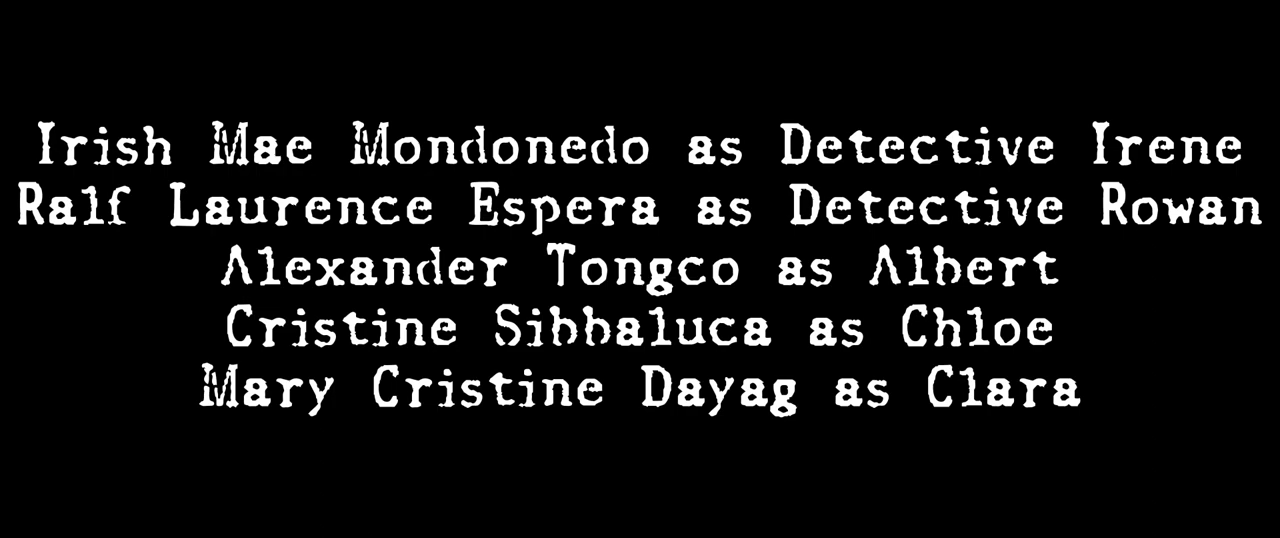 Irish Mae Mondonedo as Detective Irene
Ralf Laurence Espera as Detective Rowan
Alexander Tongco as Albert
Cristine Sibbaluca as Chloe
Mary Cristine Dayag as Clara